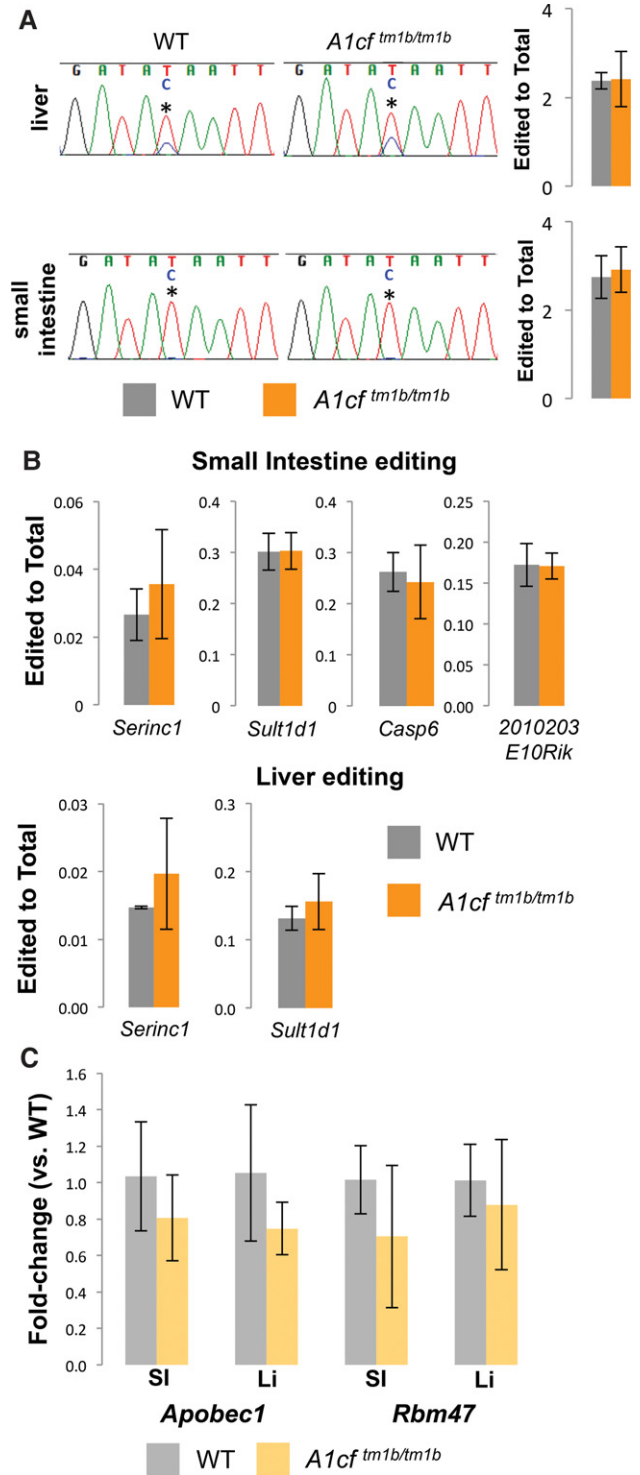 A
WT
A1cf tm1b/tm1b
liver
G A T A T A A T T
C
*
G A T A T A A T T
C
*
Edited to Total
4
2
0
small intestine
G A T A T A A T T
C
*
G A T A T A A T T
C
*
Edited to Total
4
2
0
WT
A1cf tm1b/tm1b
B
Small Intestine editing
Edited to Total
0.06
0.04
0.02
0
Serinc1
0.4
0.3
0.2
0.1
0
Sult1d1
0.4
0.3
0.2
0.1
0
Casp6
0.25
0.20
0.15
0.10
0.05
0.00
2010203
E10Rik
Liver editing
Edited to Total
0.03
0.02
0.01
0.00
Serinc1
0.3
0.2
0.1
0.0
Sult1d1
WT
A1cf tm1b/tm1b
C
Fold-change (vs. WT)
1.6
1.4
1.2
1.0
0.8
0.6
0.4
0.2
0.0
SI Li SI Li
Apobec1 Rbm47
WT
A1cf tm1b/tm1b